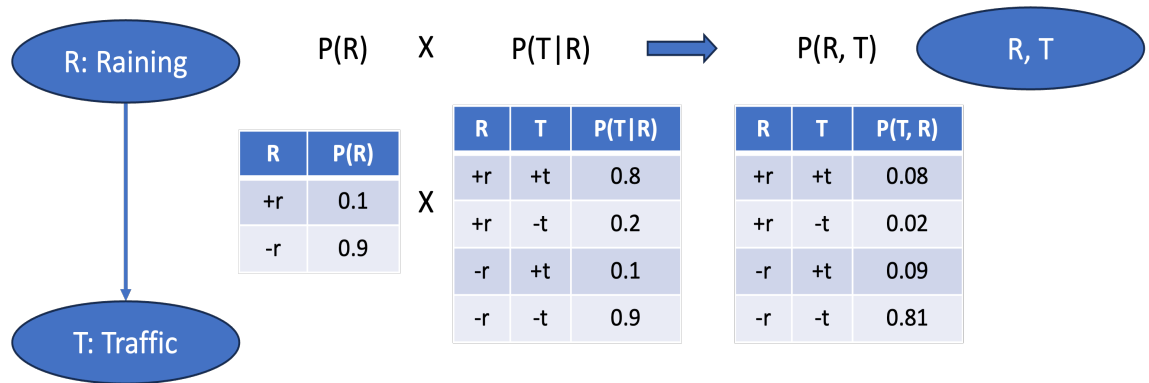 R: Raining
P(R) X P(T|R) P(R, T)
R, T
R P(R)
+r 0.1
-r 0.9
X
R T P(T|R)
+r +t 0.8
+r -t 0.2
-r +t 0.1
-r -t 0.9
R T P(T, R)
+r +t 0.08
+r -t 0.02
-r +t 0.09
-r -t 0.81
T: Traffic